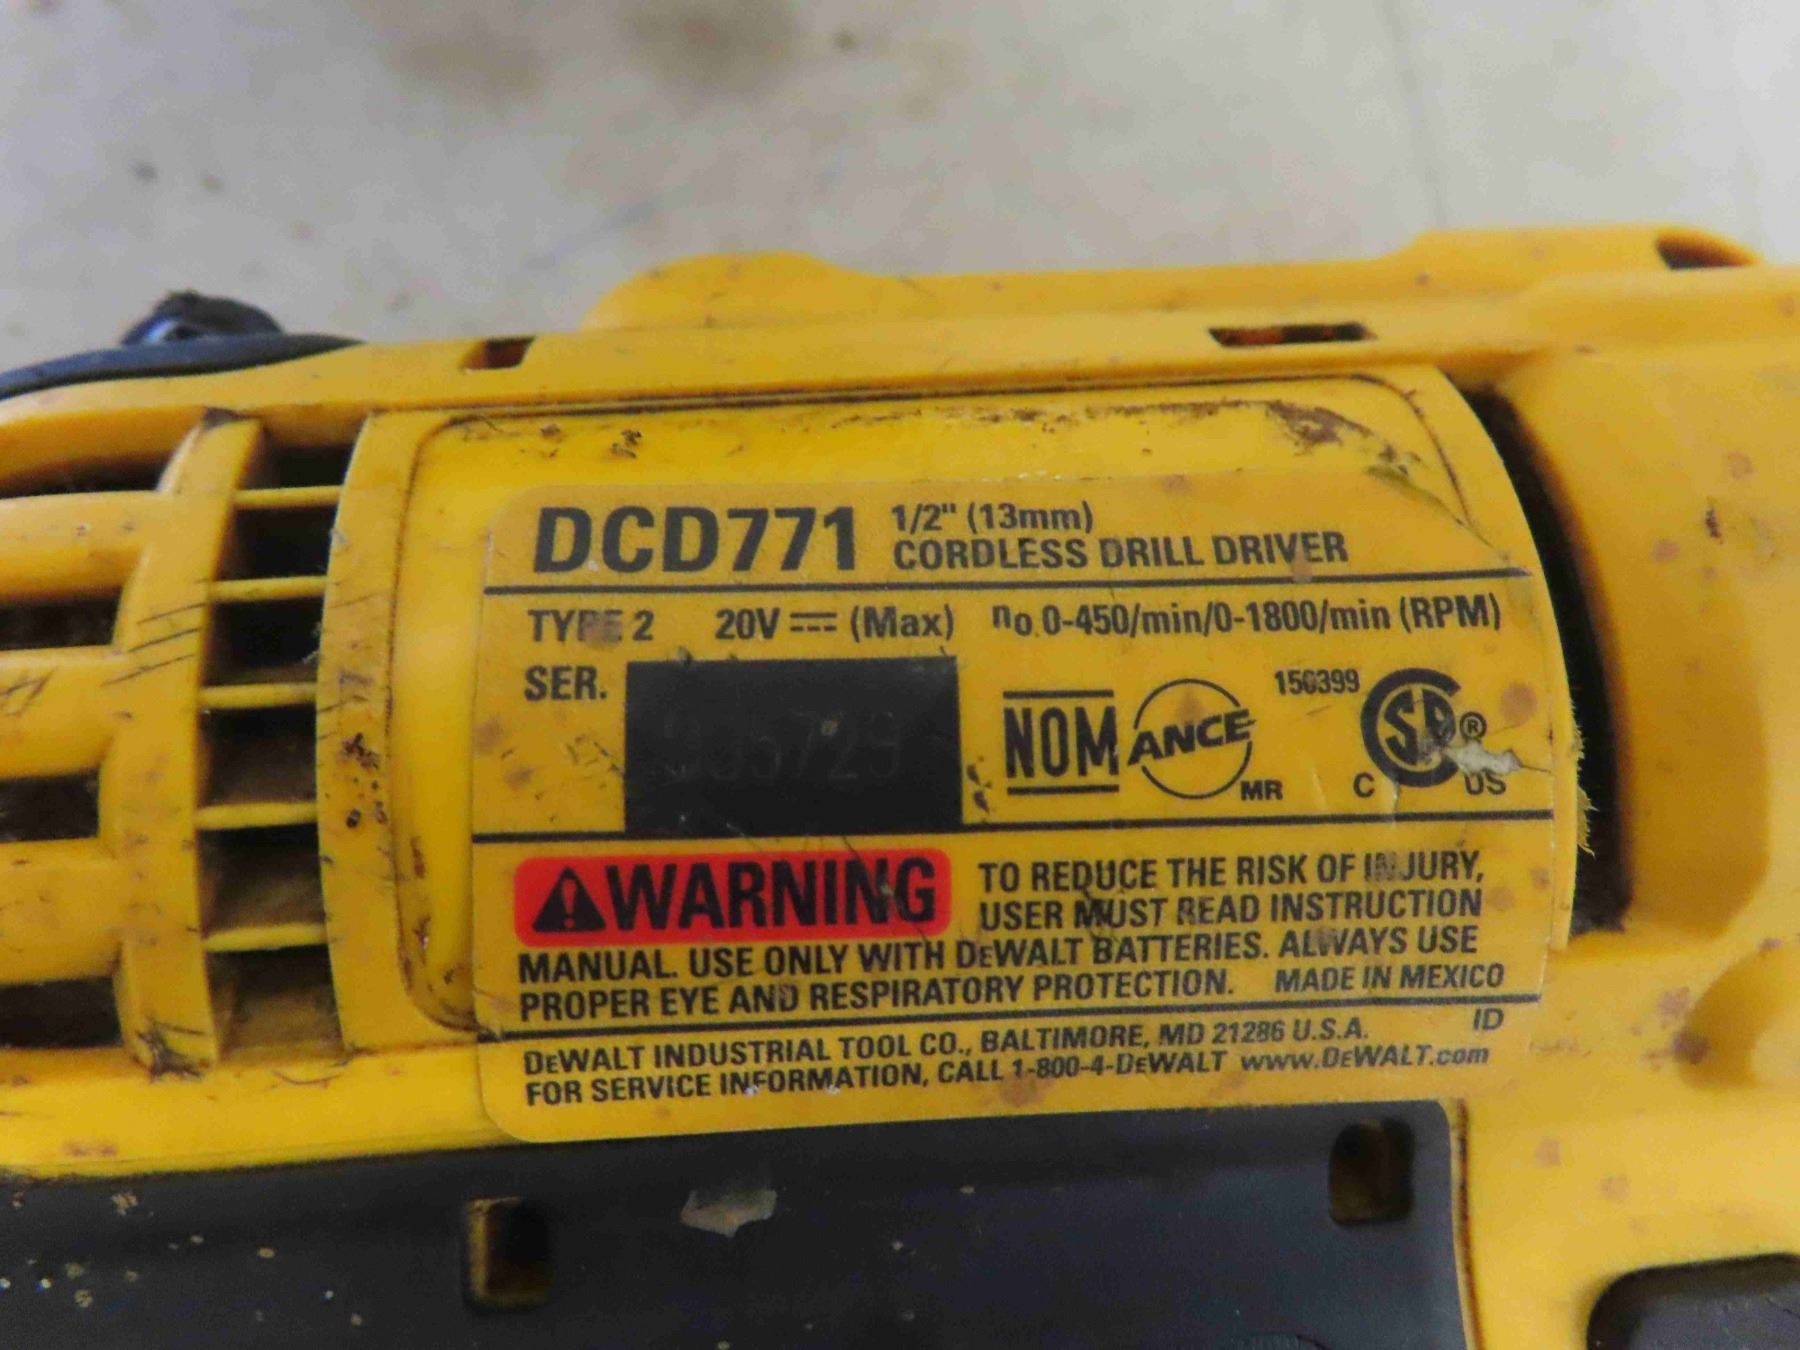 DCD771 1/2" (13mm)
CORDLESS DRILL DRIVER
TYPE 2 20V (Max) no 0-450/min/0-1800/min (RPM)
SER.
NOM ANCE MR
C US ®
WARNING TO REDUCE THE RISK OF INJURY,
USER MUST READ INSTRUCTION
MANUAL. USE ONLY WITH DEWALT BATTERIES. ALWAYS USE
PROPER EYE AND RESPIRATORY PROTECTION. MADE IN MEXICO
ID
DEWALT INDUSTRIAL TOOL CO., BALTIMORE, MD 21286 U.S.A.
FOR SERVICE INFORMATION, CALL 1-800-4-DEWALT www.DEWALT.com